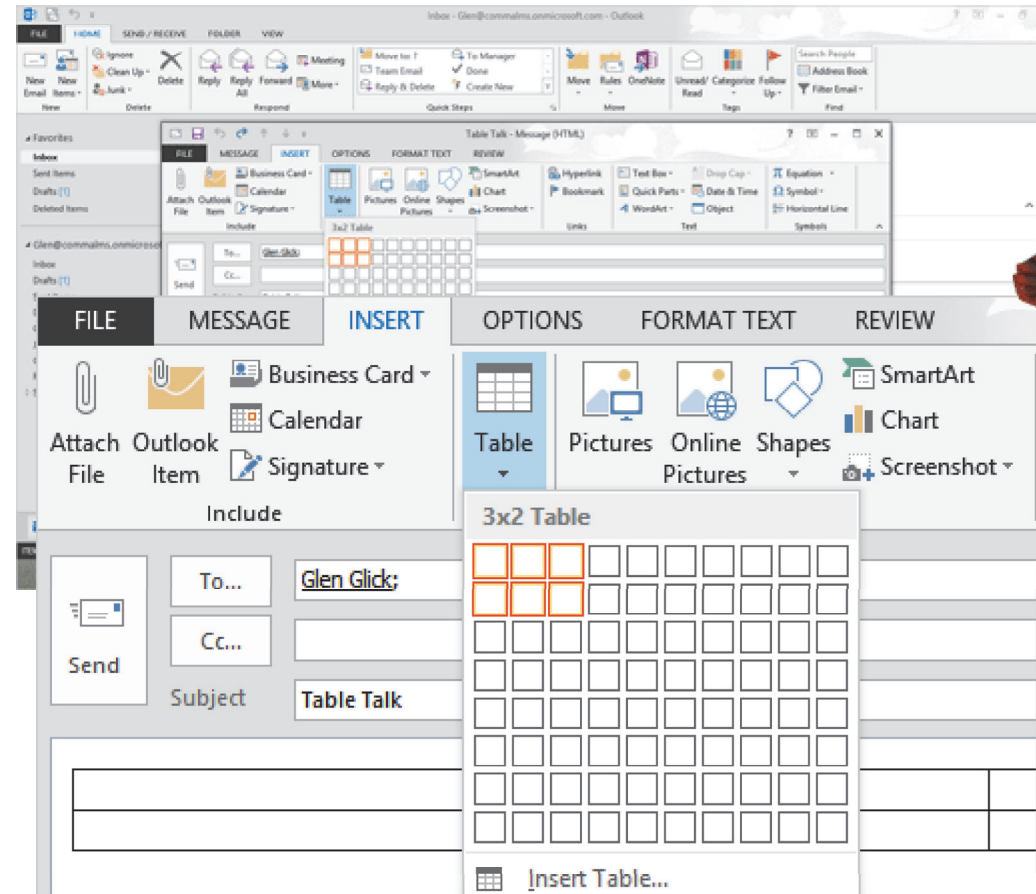 Inbox - Glen@commalms.onmicrosoft.com - Outlook
FILE HOME SEND / RECEIVE FOLDER VIEW
New Email
New Items
New
Ignore
Clean Up
Junk
Delete
Delete
Reply
Reply All
Forward
Meeting
More
Respond
Move to: ?
Team Email
Reply & Delete
To Manager
Done
Create New
Quick Steps
Move
Rules
OneNote
Move
Unread/ Read
Categorize
Follow Up
Tags
Search People
Address Book
Filter Email
Find
Favorites
Inbox
Sent Items
Drafts [1]
Deleted Items
Glen@commalms.onmicrosof
Inbox
Drafts [1]
Table Talk - Message (HTML)
FILE MESSAGE INSERT OPTIONS FORMAT TEXT REVIEW
Attach File
Outlook Item
Business Card
Calendar
Signature
Include
Table
Pictures
Online Pictures
Shapes
SmartArt
Chart
Screenshot
Hyperlink
Bookmark
Links
Text Box
Quick Parts
WordArt
Drop Cap
Date & Time
Object
Text
Equation
Symbol
Horizontal Line
Symbols
3x2 Table
Send
To...
Glen Glick;
Cc...
FILE MESSAGE INSERT OPTIONS FORMAT TEXT REVIEW
Attach File
Outlook Item
Business Card
Calendar
Signature
Include
Table
Pictures
Online Pictures
Shapes
SmartArt
Chart
Screenshot
3x2 Table
Send
To...
Glen Glick;
Cc...
Subject
Table Talk
Insert Table...